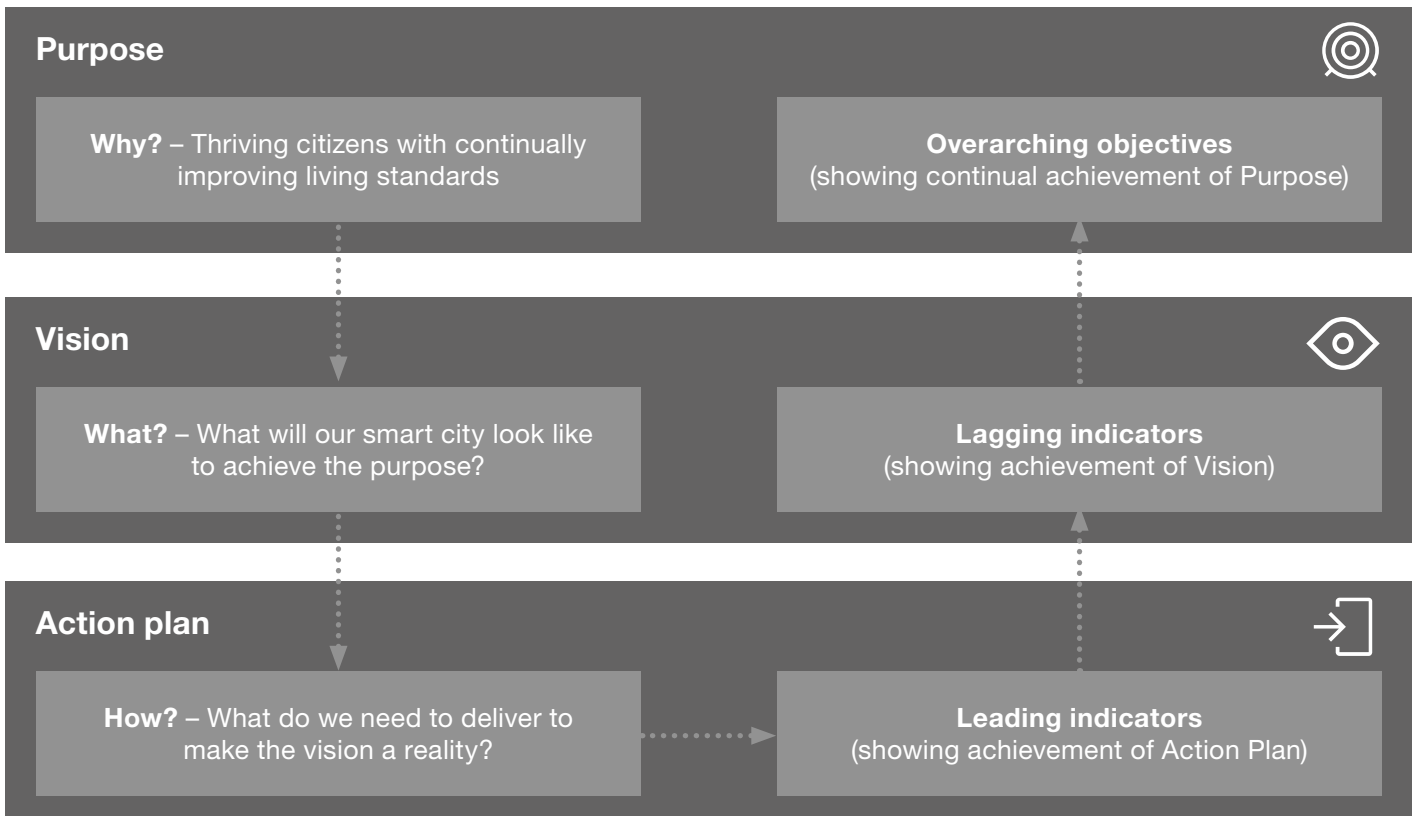 Purpose
Why? – Thriving citizens with continually
improving living standards
Overarching objectives
(showing continual achievement of Purpose)
Vision
What? – What will our smart city look like
to achieve the purpose?
Lagging indicators
(showing achievement of Vision)
Action plan
How? – What do we need to deliver to
make the vision a reality?
Leading indicators
(showing achievement of Action Plan)